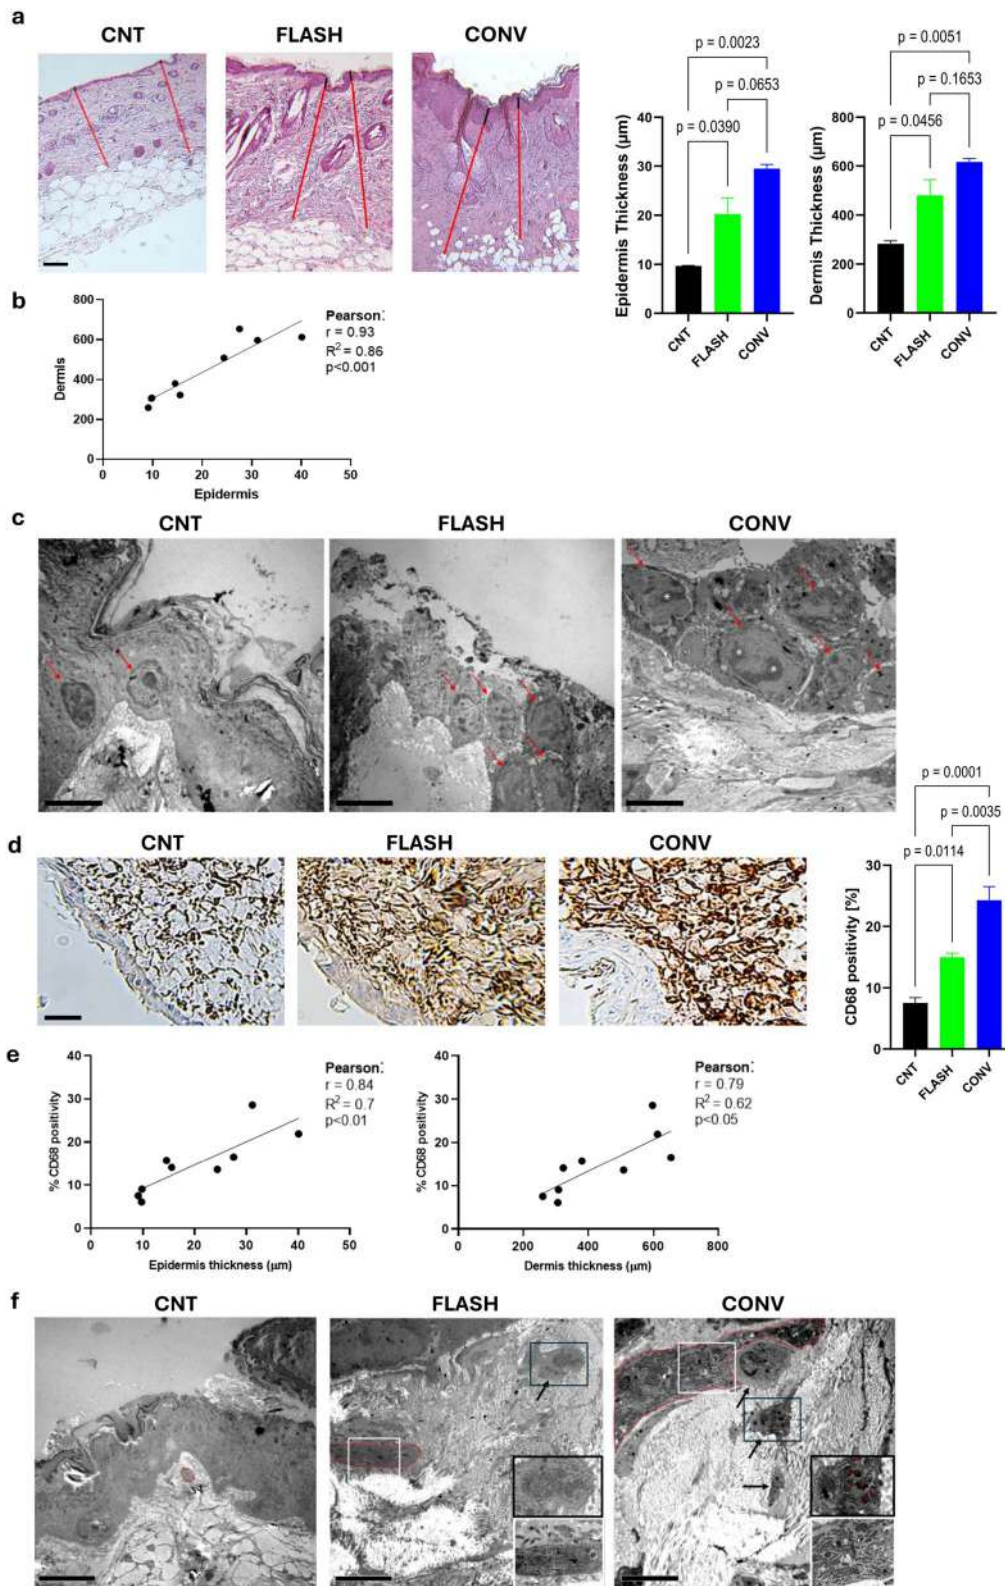 a
CNT
FLASH
CONV
p = 0.0023
p = 0.0653
p = 0.0390
Epidermis Thickness (µm)
40
30
20
10
0
CNT
FLASH
CONV
p = 0.0051
p = 0.1653
p = 0.0456
Dermis Thickness (µm)
800
600
400
200
0
CNT
FLASH
CONV
b
Dermis
800
600
400
200
0
0
10
20
30
40
50
Epidermis
Pearson:
r = 0.93
R² = 0.86
p<0.001
c
CNT
FLASH
CONV
d
CNT
FLASH
CONV
p = 0.0001
p = 0.0035
p = 0.0114
CD68 positivity [%]
30
20
10
0
CNT
FLASH
CONV
e
% CD68 positivity
40
30
20
10
0
0
10
20
30
40
50
Epidermis thickness (µm)
Pearson:
r = 0.84
R² = 0.7
p<0.01
% CD68 positivity
40
30
20
10
0
0
200
400
600
800
Dermis thickness (µm)
Pearson:
r = 0.79
R² = 0.62
p<0.05
f
CNT
FLASH
CONV